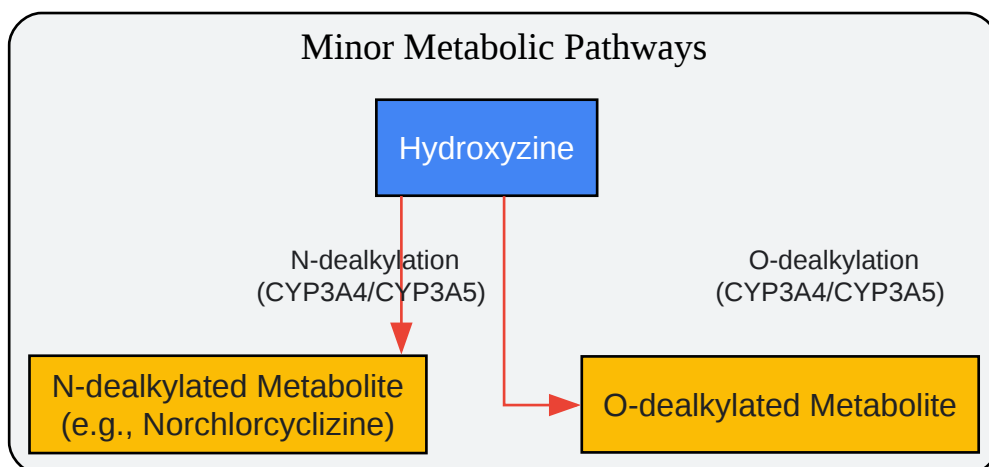 Minor Metabolic Pathways
Hydroxyzine
N-dealkylation
(CYP3A4/CYP3A5)
O-dealkylation
(CYP3A4/CYP3A5)
N-dealkylated Metabolite
(e.g., Norchlorcyclizine)
O-dealkylated Metabolite